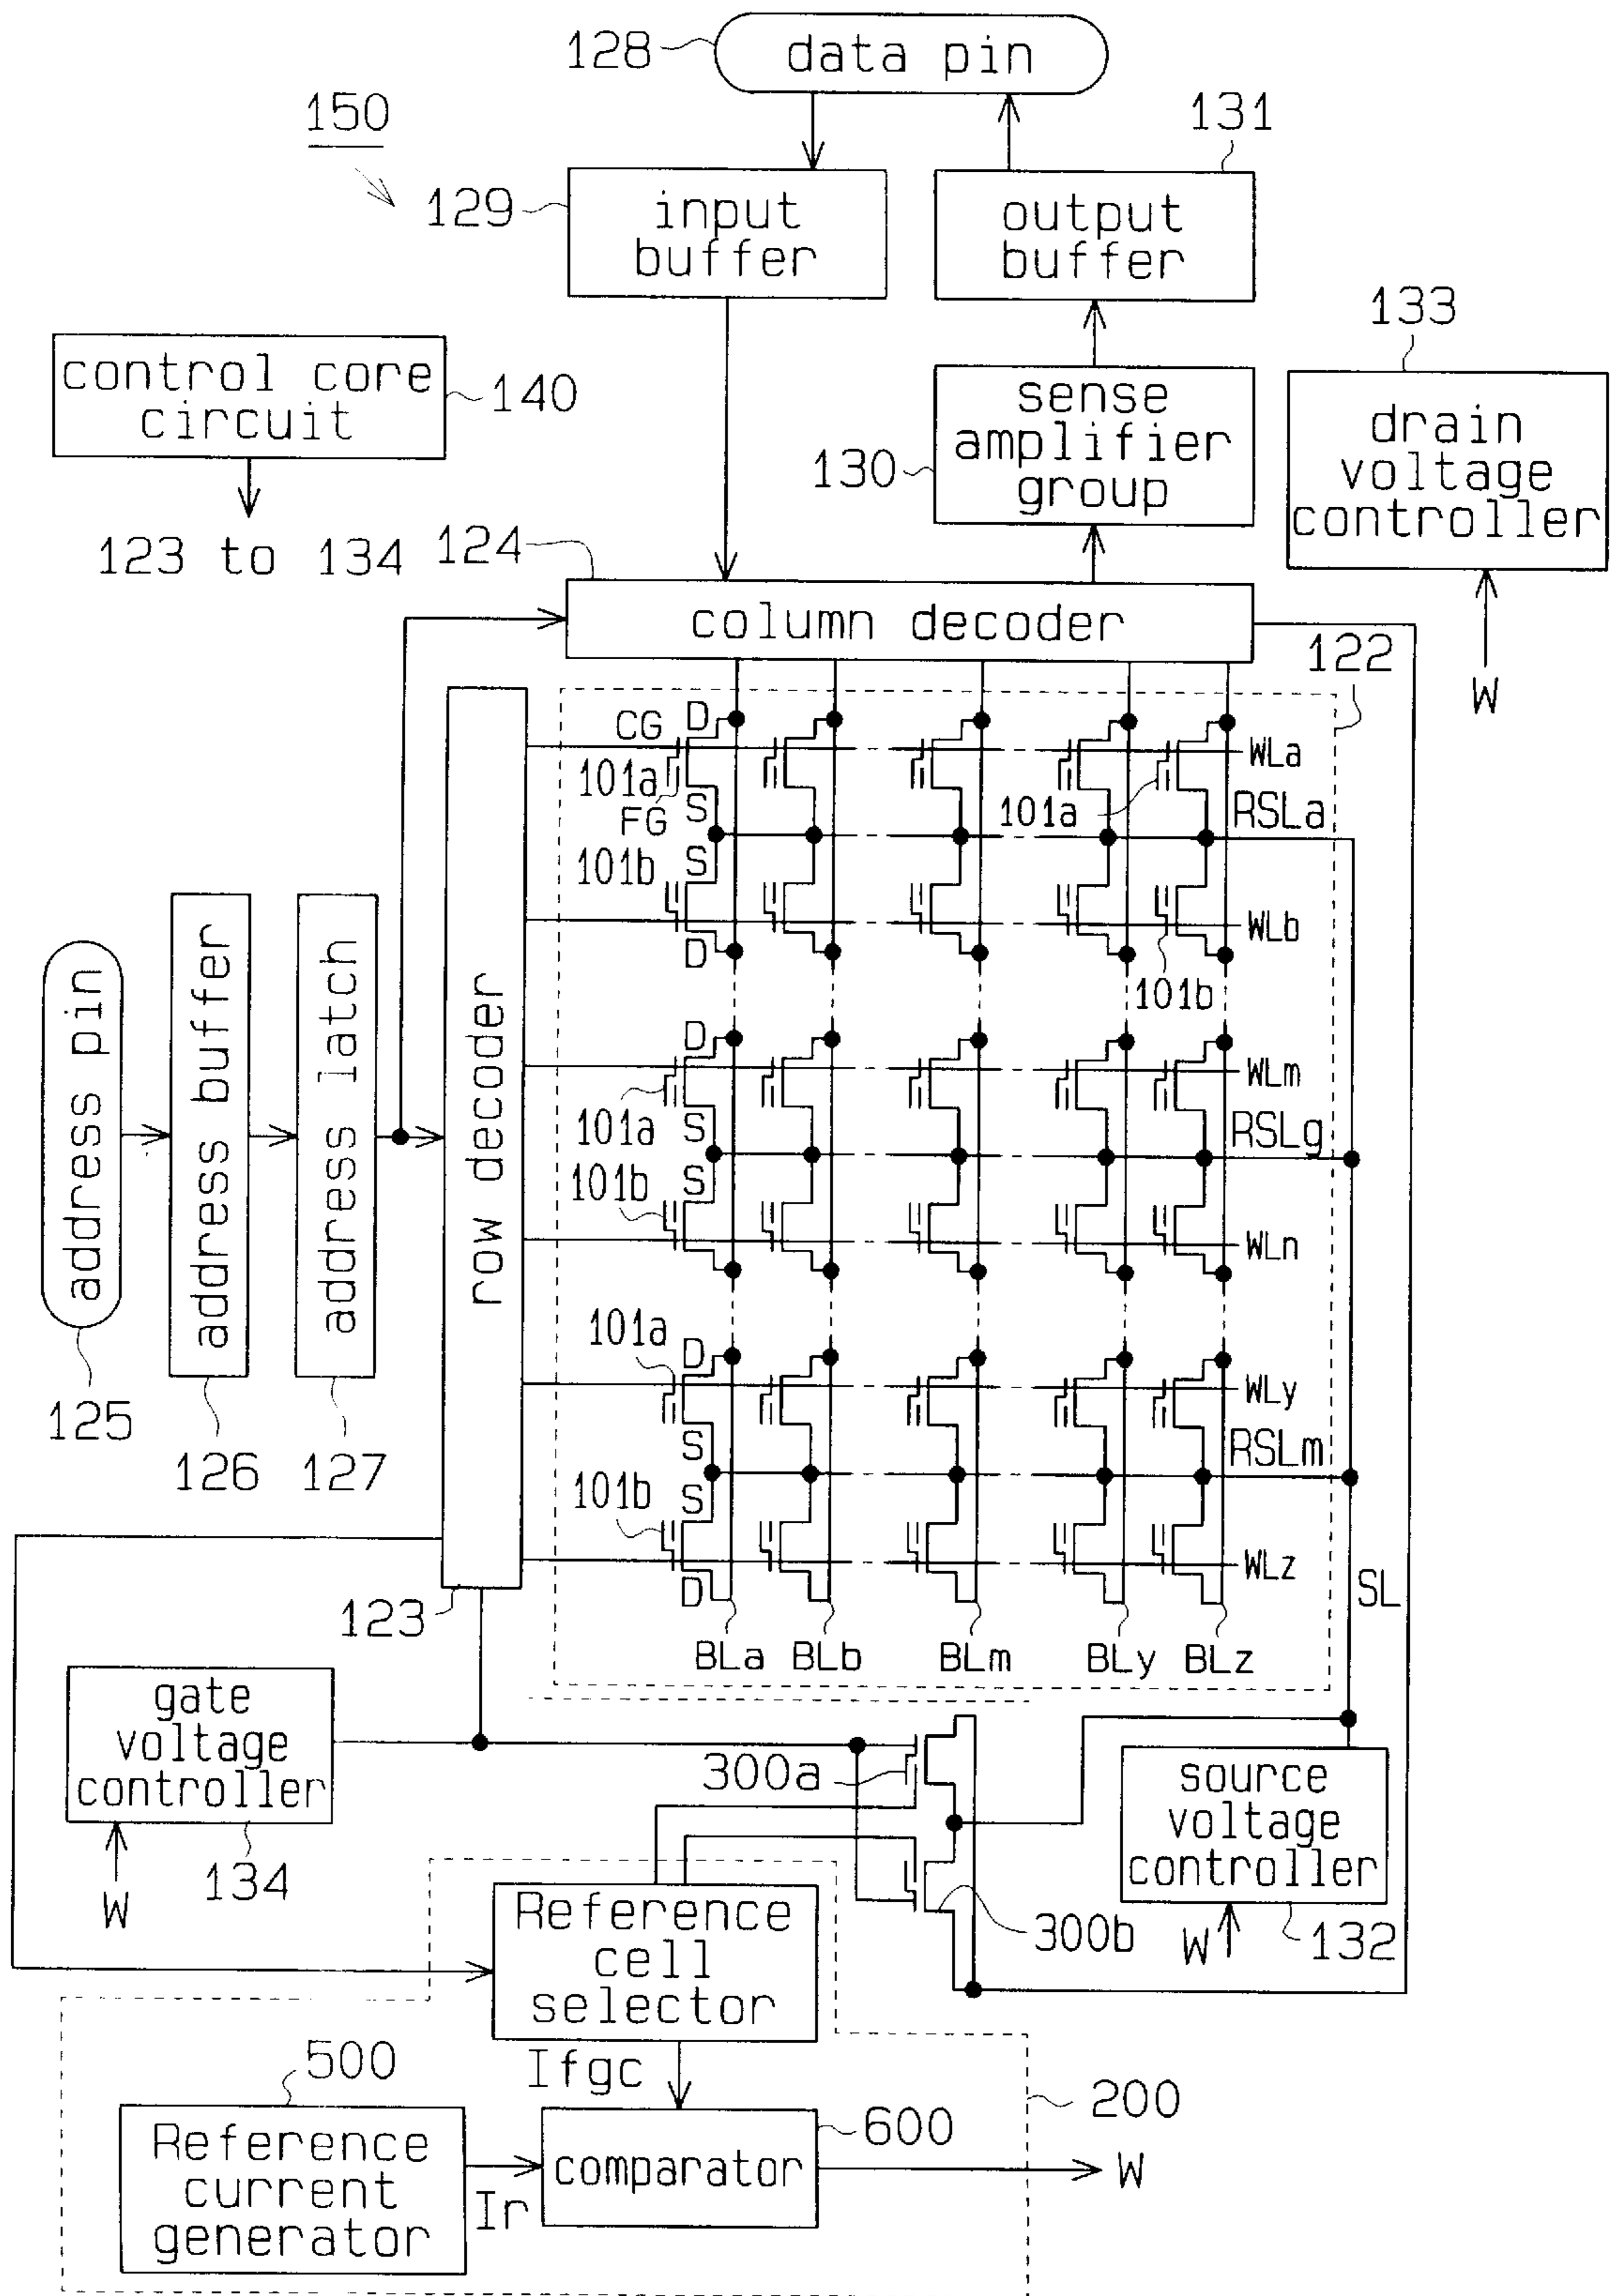 128
data pin
150
131
129
input
buffer
output
buffer
133
control core
circuit
140
sense
amplifier
group
130
drain
voltage
controller
123 to 134
124
column decoder
122
W
CG
D
WLa
101a
FG
S
101a
RSLa
101b
S
WLb
D
101b
address pin
address buffer
address latch
row decoder
D
WLm
101a
S
RSLg
101b
S
WLn
101a
D
WLy
125
126
127
S
RSLm
101b
S
WLz
D
SL
123
BLa
BLb
BLm
BLy
BLz
gate
voltage
controller
300a
source
voltage
controller
134
W
Reference
cell
selector
300b
W
132
500
Ifgc
200
Reference
current
generator
Ir
comparator
600
W